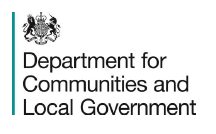 Department for
Communities and
Local Government